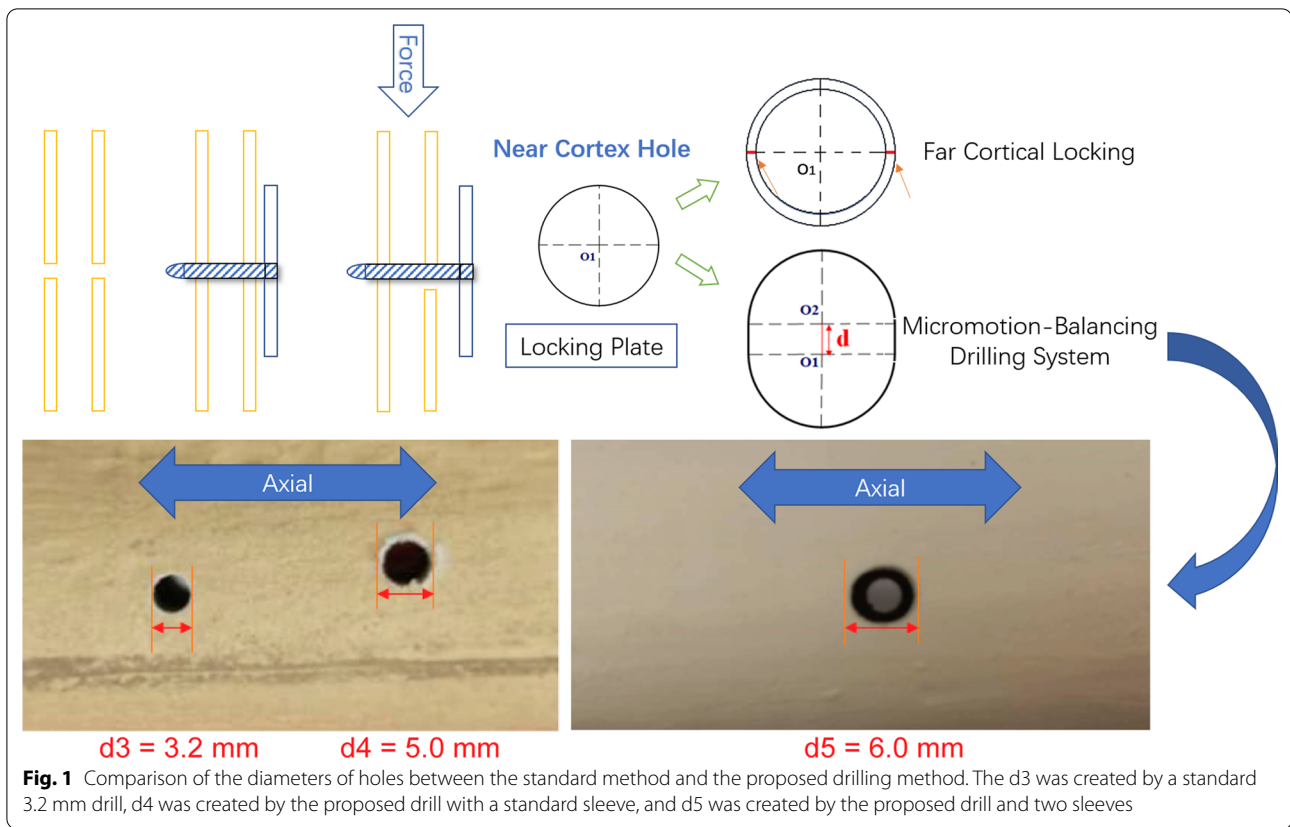 Force
Near Cortex Hole
O1
Locking Plate
O1
Far Cortical Locking
O2
d
O1
Micromotion-Balancing
Drilling System
Axial
Axial
d3 = 3.2 mm
d4 = 5.0 mm
d5 = 6.0 mm
Fig. 1 Comparison of the diameters of holes between the standard method and the proposed drilling method. The d3 was created by a standard
3.2 mm drill, d4 was created by the proposed drill with a standard sleeve, and d5 was created by the proposed drill and two sleeves